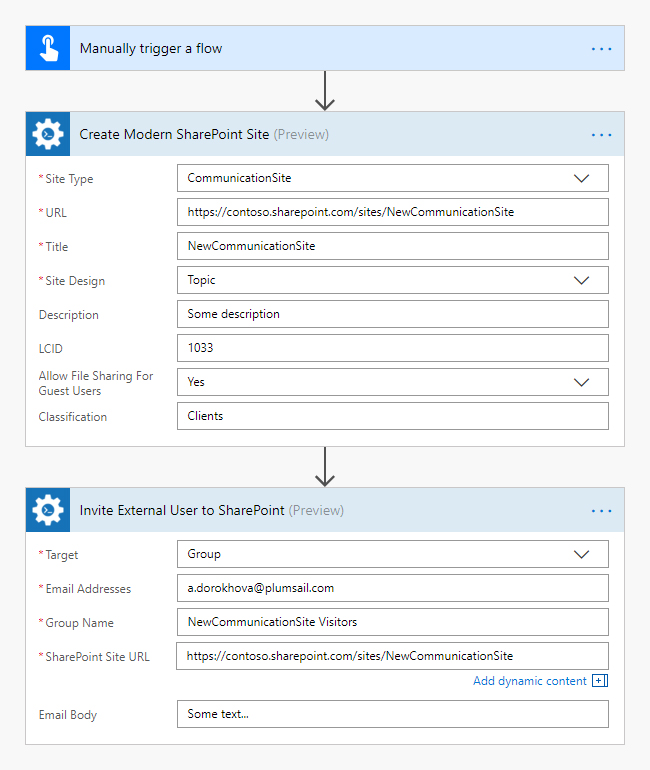 Manually trigger a flow
Create Modern SharePoint Site (Preview)
* Site Type CommunicationSite
* URL https://contoso.sharepoint.com/sites/NewCommunicationSite
* Title NewCommunicationSite
* Site Design Topic
Description Some description
LCID 1033
Allow File Sharing For
Guest Users Yes
Classification Clients
Invite External User to SharePoint (Preview)
* Target Group
* Email Addresses a.dorokhova@plumsail.com
* Group Name NewCommunicationSite Visitors
* SharePoint Site URL https://contoso.sharepoint.com/sites/NewCommunicationSite
Add dynamic content
Email Body Some text...